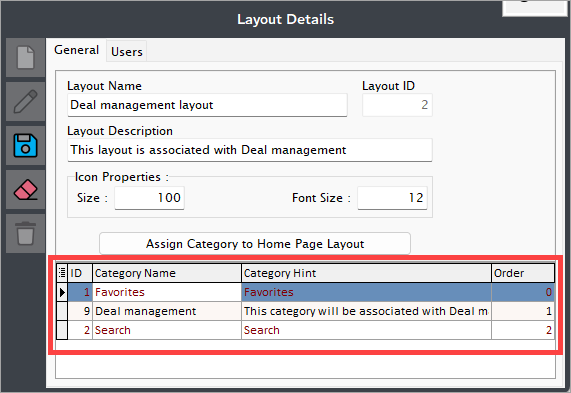 Layout Details
General Users
Layout Name Layout ID
Deal management layout 2
Layout Description
This layout is associated with Deal management
Icon Properties :
Size : 100 Font Size : 12
Assign Category to Home Page Layout
ID Category Name Category Hint Order
1 Favorites Favorites 0
9 Deal management This category will be associated with Deal m 1
2 Search Search 2